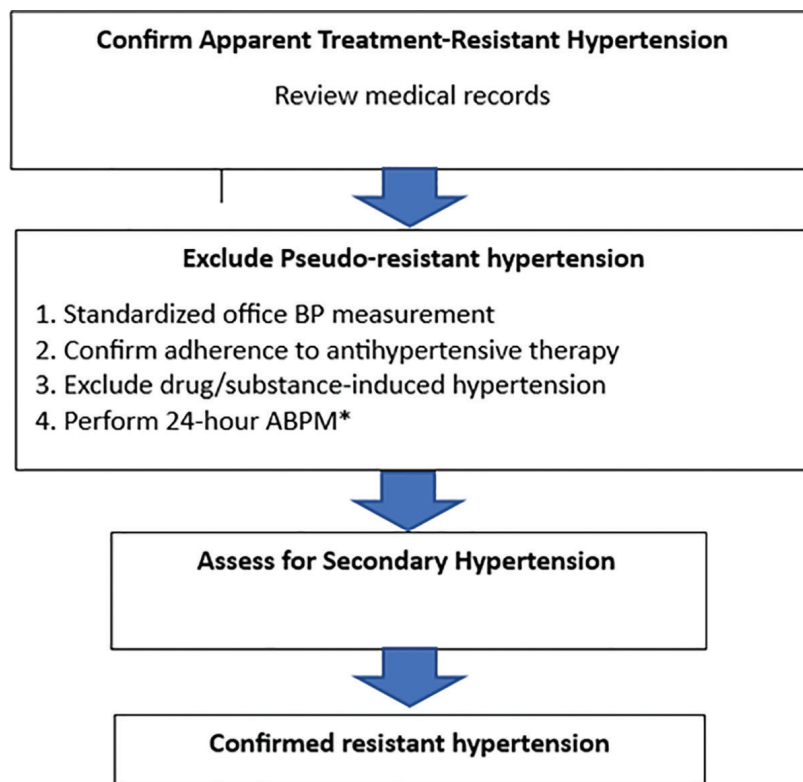 Confirm Apparent Treatment-Resistant Hypertension
Review medical records
Exclude Pseudo-resistant hypertension
1. Standardized office BP measurement
2. Confirm adherence to antihypertensive therapy
3. Exclude drug/substance-induced hypertension
4. Perform 24-hour ABPM*
Assess for Secondary Hypertension
Confirmed resistant hypertension